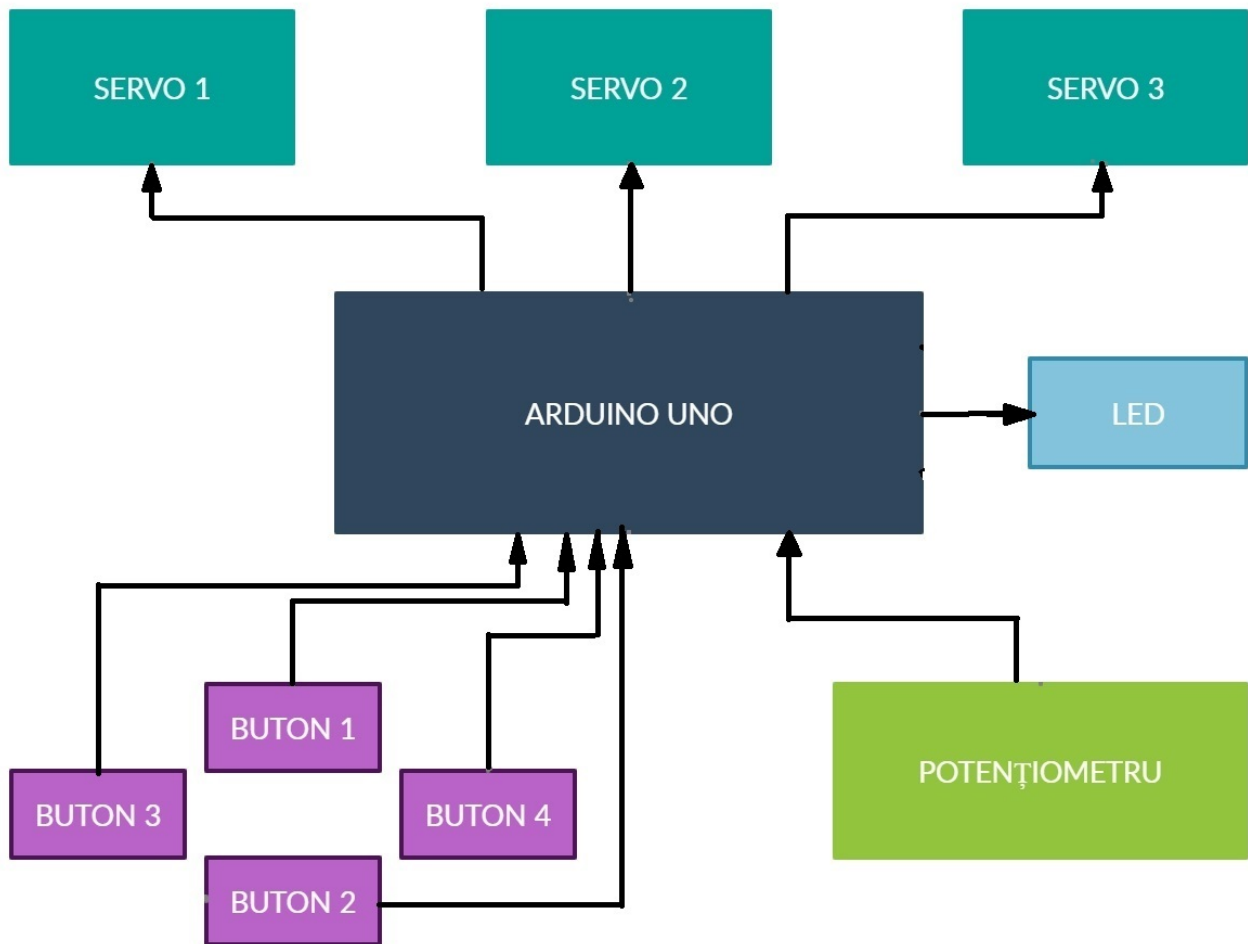 SERVO 1
SERVO 2
SERVO 3
ARDUINO UNO
LED
BUTON 1
BUTON 3
BUTON 4
BUTON 2
POTENȚIOMETRU